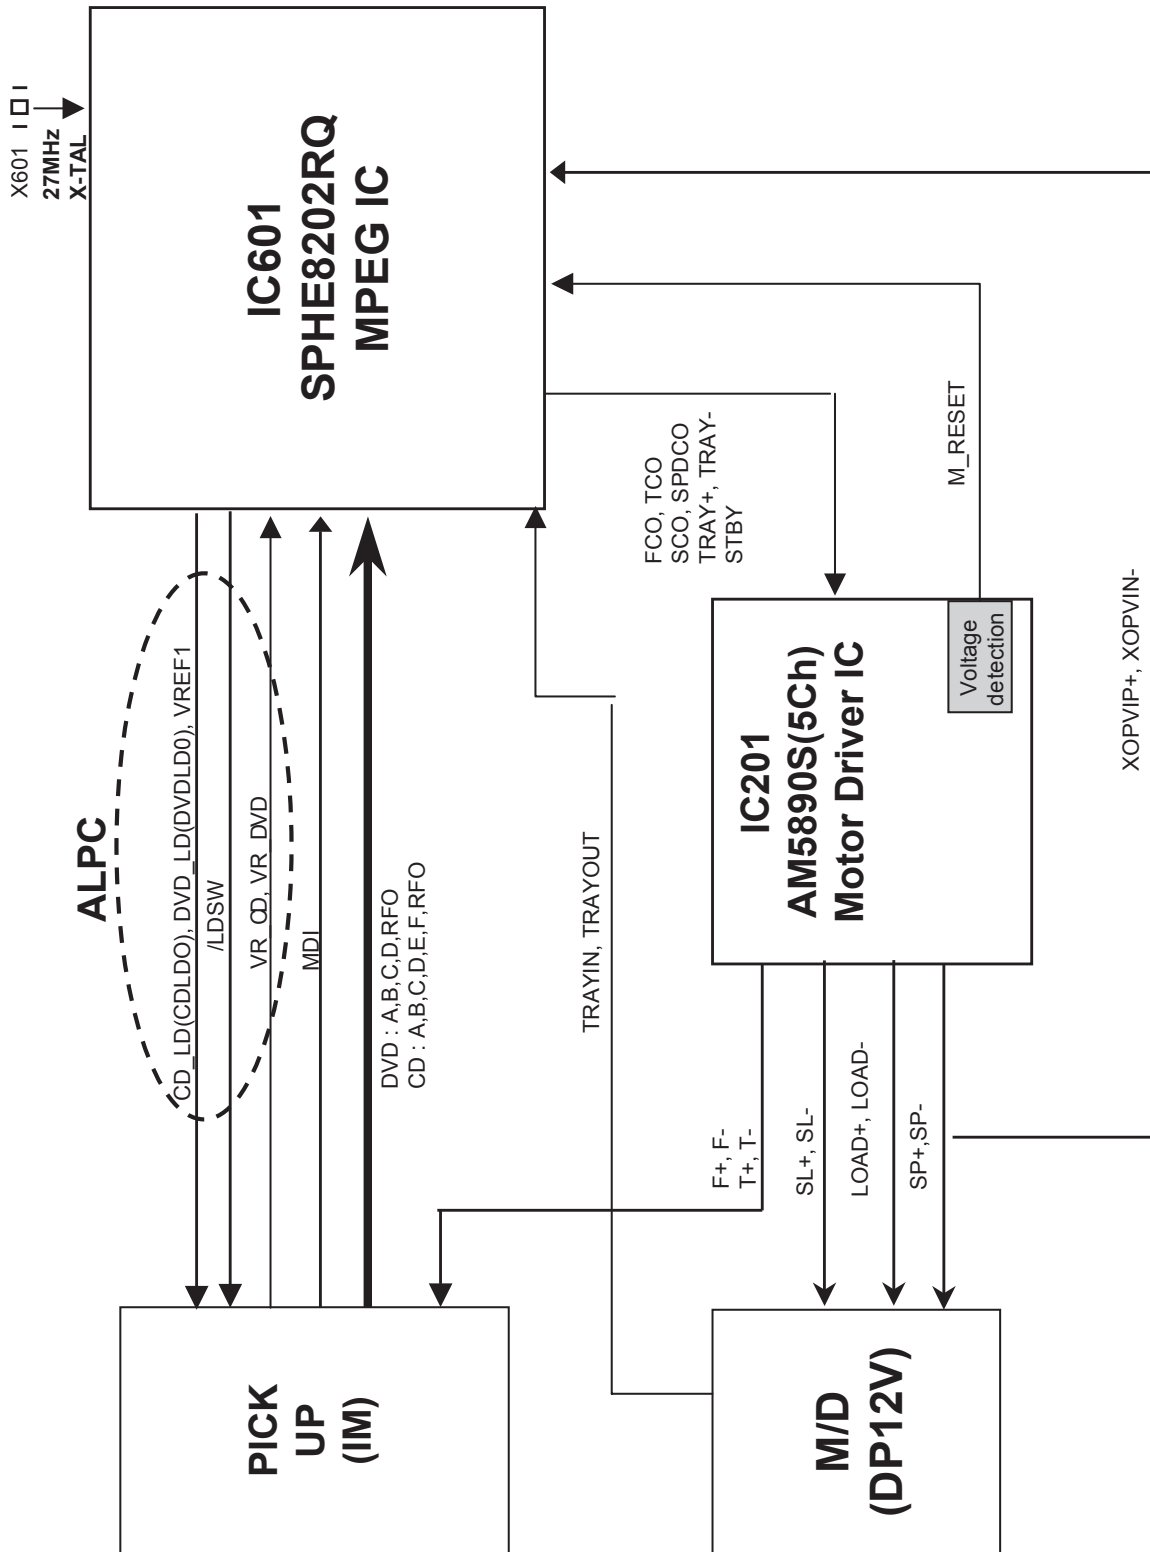 X601
27MHz
X-TAL
IC601
SPHE8202RQ
MPEG IC
ALPC
CD_LD(CDLDO), DVD_LD(DVDLD0), VREF1
/LDSW
VR_CD, VR_DVD
MDI
DVD : A,B,C,D,RFO
CD : A,B,C,D,E,F,RFO
PICK
UP
(IM)
TRAYIN, TRAYOUT
FCO, TCO
SCO, SPDCO
TRAY+, TRAY-
STBY
M_RESET
IC201
AM5890S(5Ch)
Motor Driver IC
Voltage
detection
F+, F-
T+, T-
SL+, SL-
LOAD+, LOAD-
SP+,SP-
M/D
(DP12V)
XOPVIP+, XOPVIN-